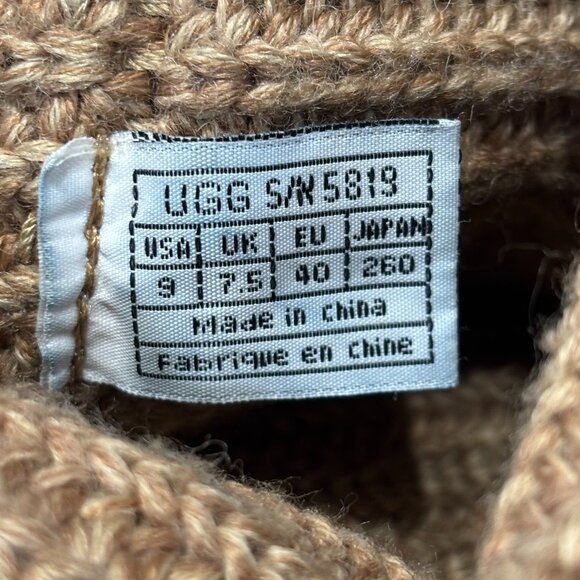 UGG S/N 5819
USA UK EU JAPAN
9 7.5 40 260
Made in China
Fabrique en Chine